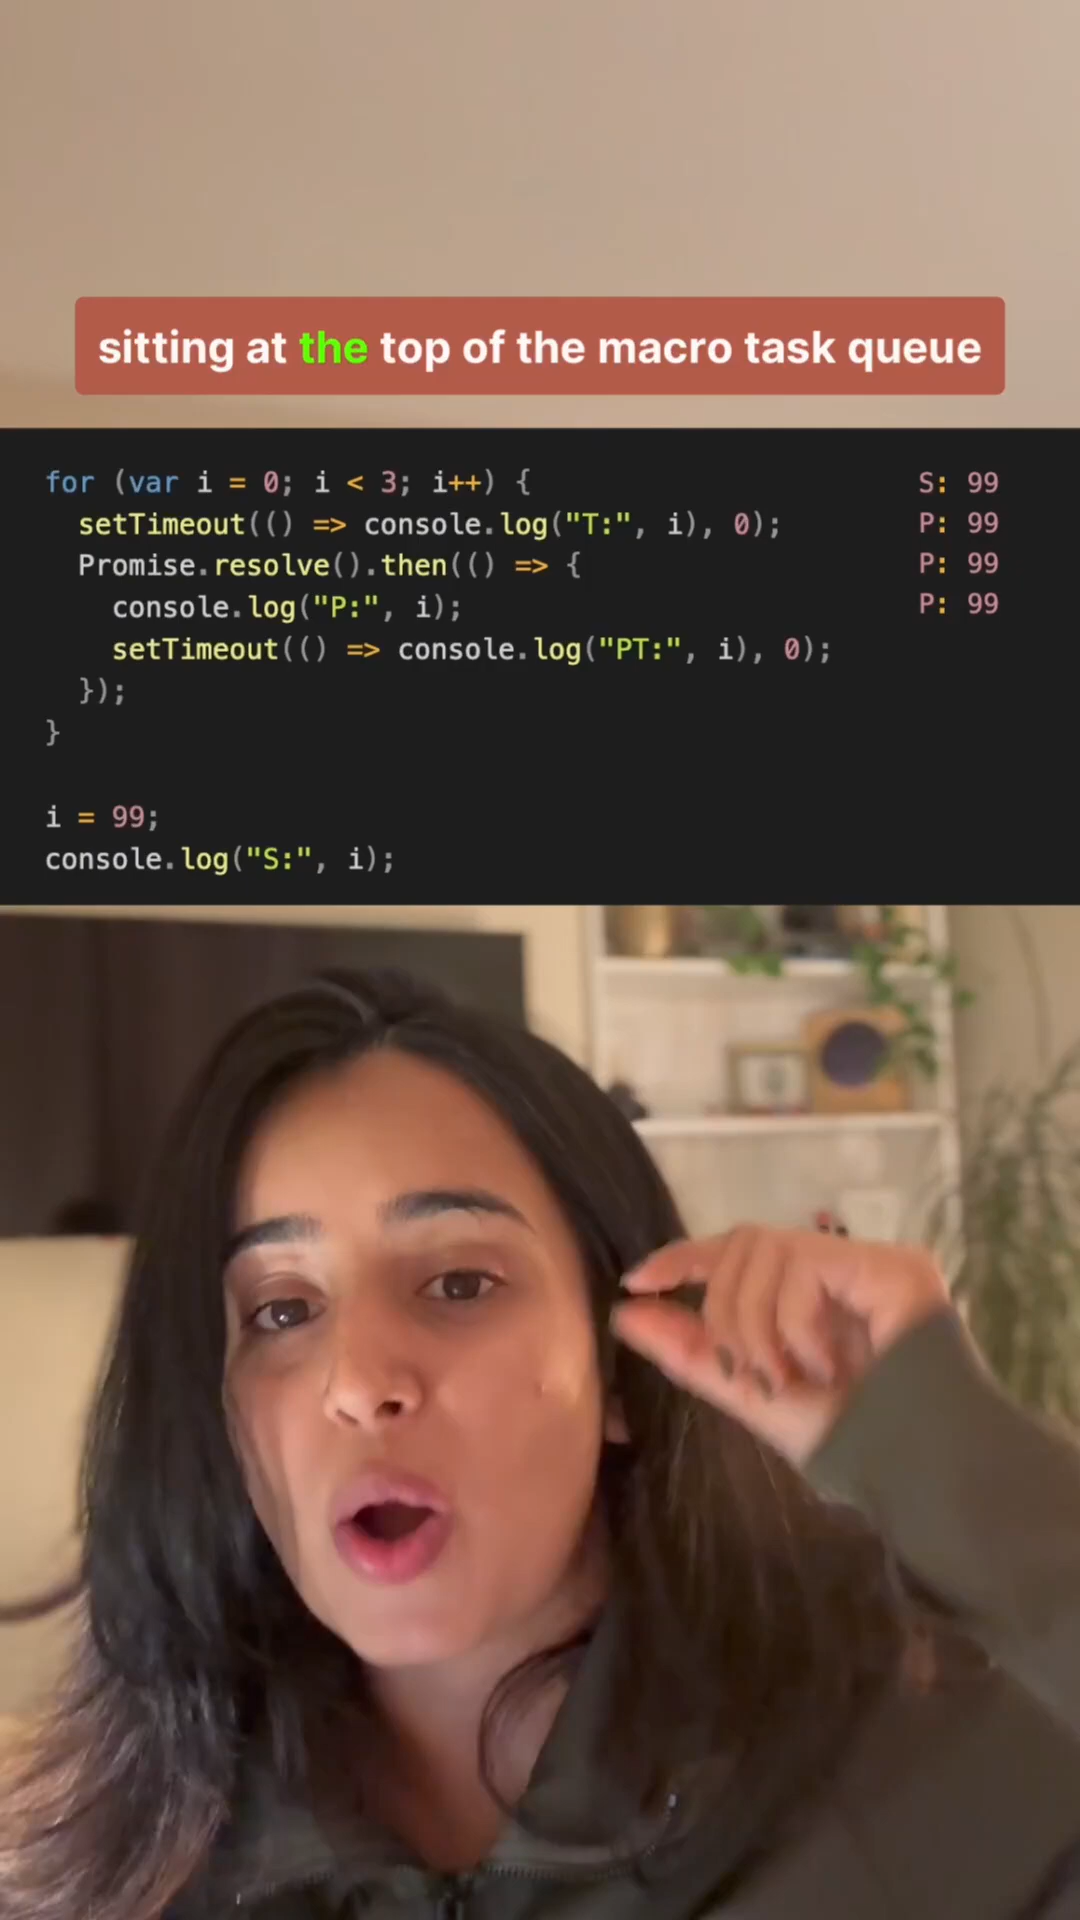 sitting at the top of the macro task queue
for (var i = 0; i < 3; i++) {
  setTimeout(() => console.log("T:", i), 0);
  Promise.resolve().then(() => {
    console.log("P:", i);
    setTimeout(() => console.log("PT:", i), 0);
  });
}

i = 99;
console.log("S:", i);
S: 99
P: 99
P: 99
P: 99